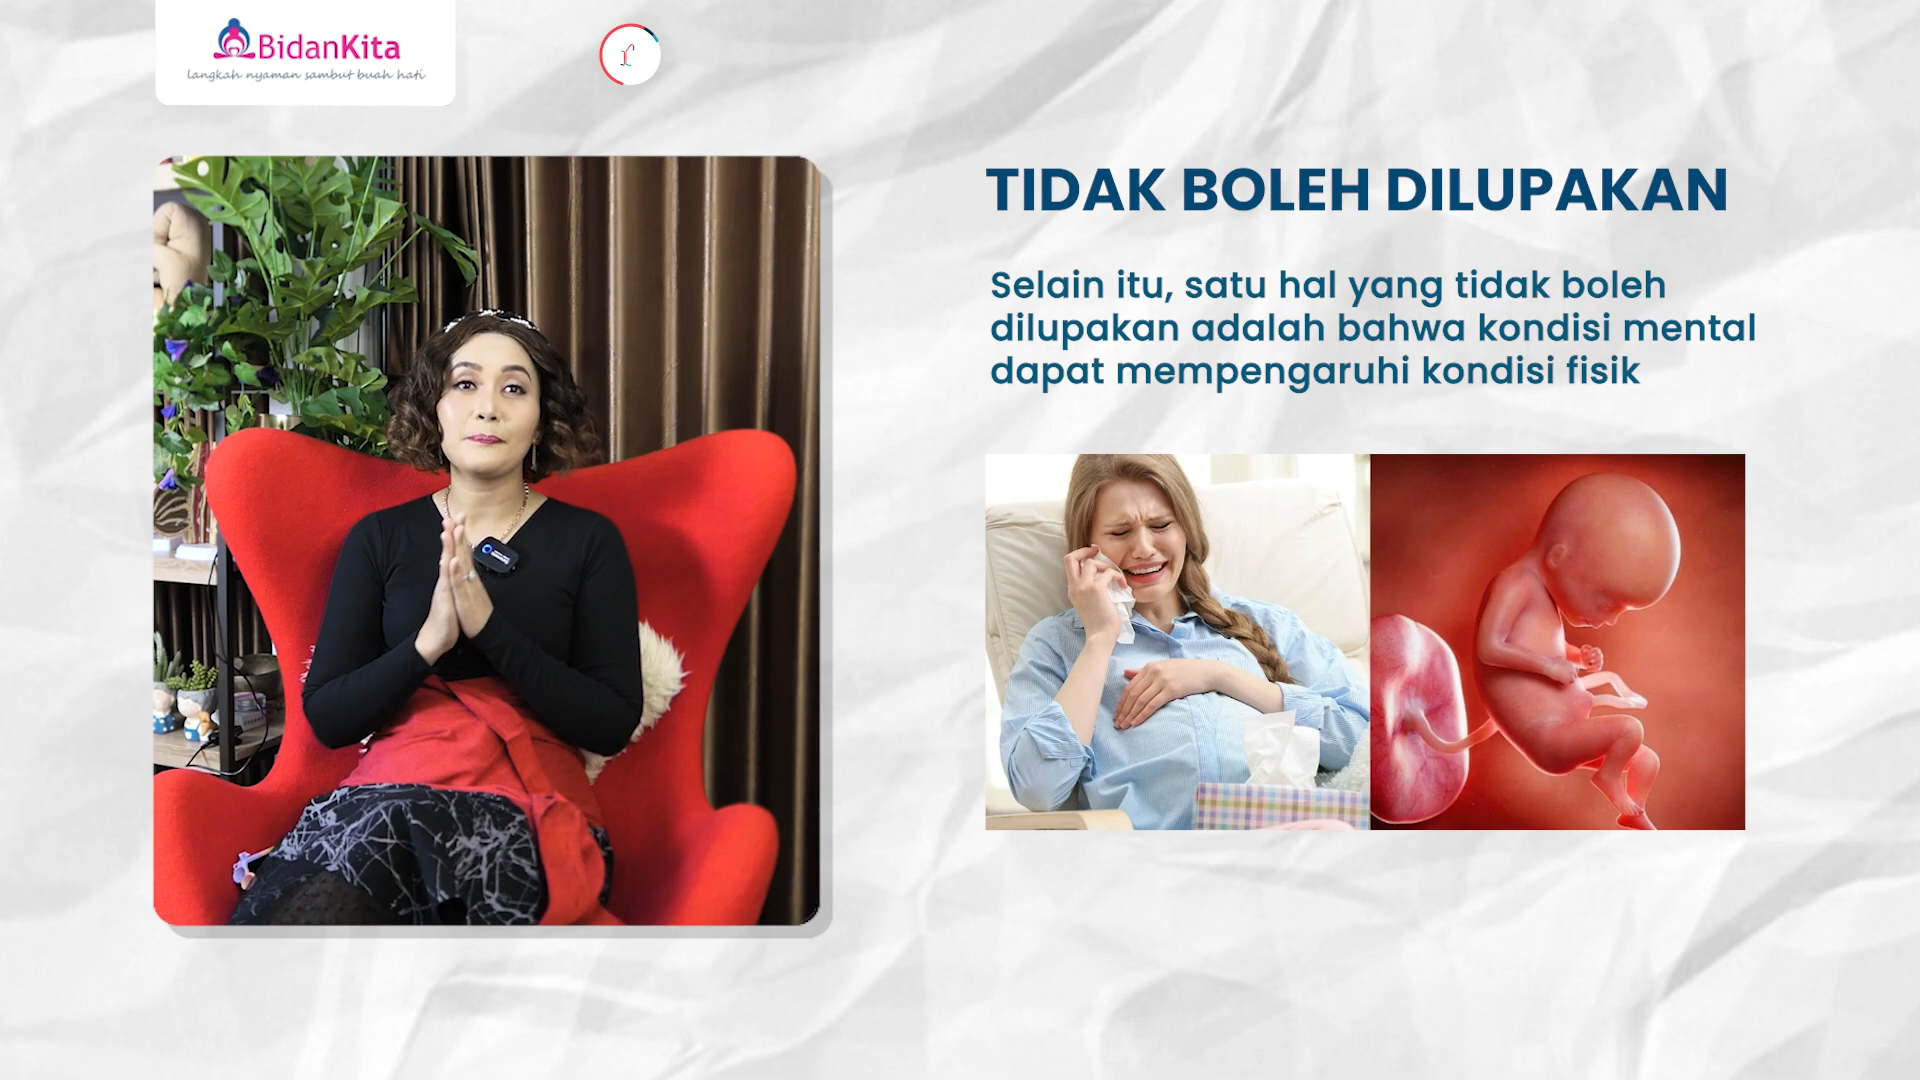 BidanKita
langkah nyaman sambut buah hati
TIDAK BOLEH DILUPAKAN
Selain itu, satu hal yang tidak boleh
dilupakan adalah bahwa kondisi mental
dapat mempengaruhi kondisi fisik